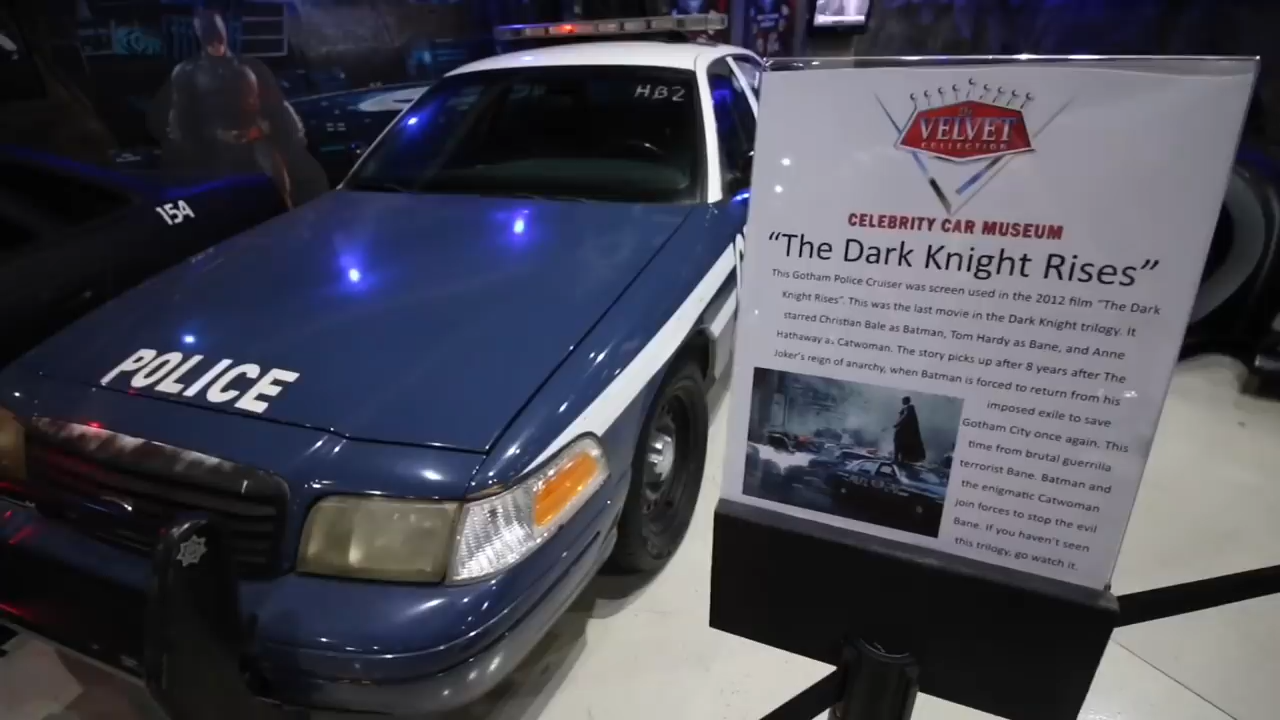 HB2
154
POLICE
The
VELVET
COLLECTION
CELEBRITY CAR MUSEUM
“The Dark Knight Rises”
This Gotham Police Cruiser was screen used in the 2012 film "The Dark
Knight Rises". This was the last movie in the Dark Knight trilogy. It
starred Christian Bale as Batman, Tom Hardy as Bane, and Anne
Hathaway as Catwoman. The story picks up after 8 years after The
Joker's reign of anarchy, when Batman is forced to return from his
imposed exile to save
Gotham City once again. This
time from brutal guerrilla
terrorist Bane. Batman and
the enigmatic Catwoman
join forces to stop the evil
Bane. If you haven't seen
this trilogy, go watch it.